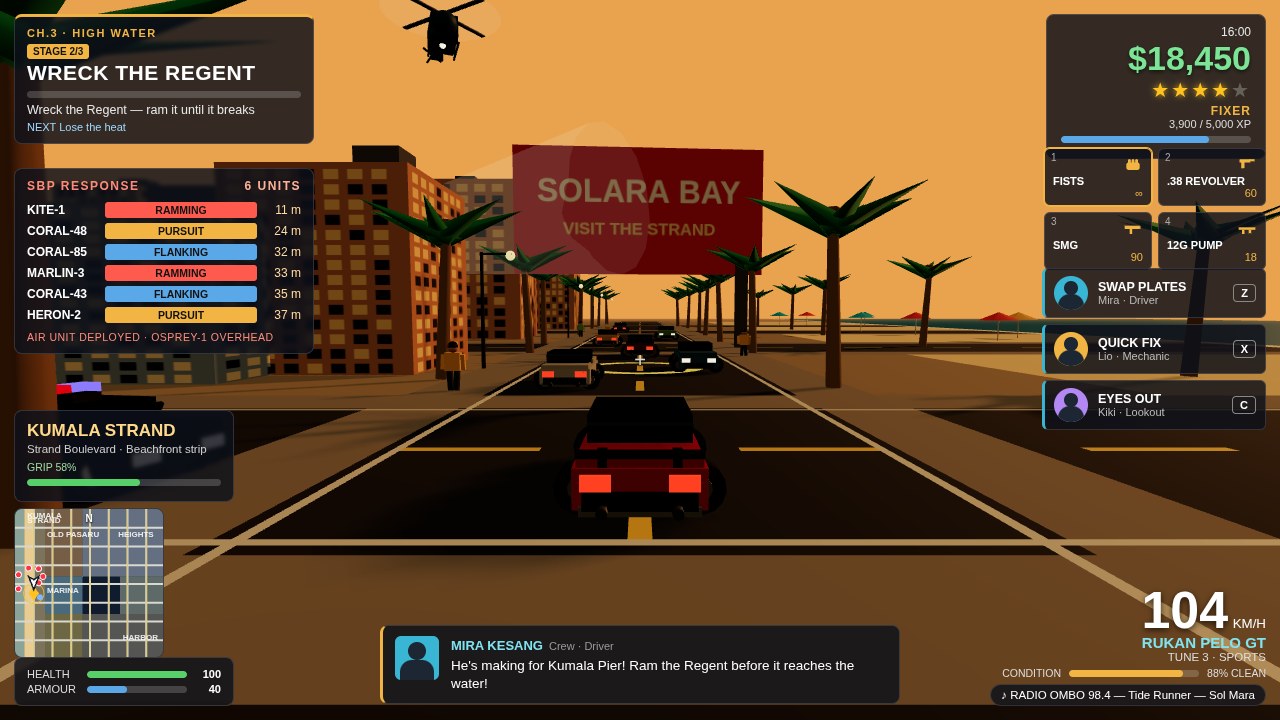 CH.3 · HIGH WATER
STAGE 2/3
WRECK THE REGENT
Wreck the Regent — ram it until it breaks
NEXT Lose the heat
SBP RESPONSE 6 UNITS
KITE-1 RAMMING 11 m
CORAL-48 PURSUIT 24 m
CORAL-85 FLANKING 32 m
MARLIN-3 RAMMING 33 m
CORAL-43 FLANKING 35 m
HERON-2 PURSUIT 37 m
AIR UNIT DEPLOYED · OSPREY-1 OVERHEAD
SOLARA BAY
VISIT THE STRAND
16:00
$18,450
★★★★★
FIXER
3,900 / 5,000 XP
1 FISTS ∞
2 .38 REVOLVER 60
3 SMG 90
4 12G PUMP 18
SWAP PLATES
Mira · Driver
Z
QUICK FIX
Lio · Mechanic
X
EYES OUT
Kiki · Lookout
C
KUMALA STRAND
Strand Boulevard · Beachfront strip
GRIP 58%
KUMALA
STRAND
N
OLD PASARU
HEIGHTS
MARINA
HARBOR
HEALTH 100
ARMOUR 40
MIRA KESANG Crew · Driver
He's making for Kumala Pier! Ram the Regent before it reaches the
water!
104 KM/H
RUKAN PELO GT
TUNE 3 · SPORTS
CONDITION 88% CLEAN
♪ RADIO OMBO 98.4 — Tide Runner — Sol Mara